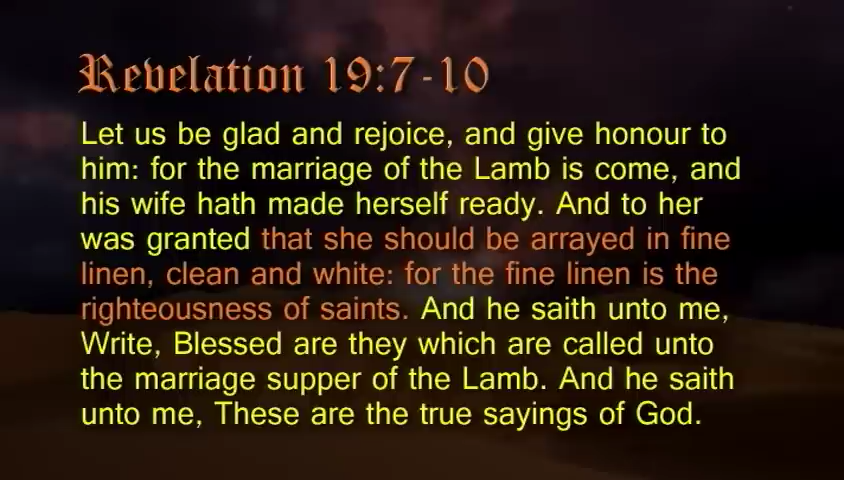 Revelation 19:7-10
Let us be glad and rejoice, and give honour to
him: for the marriage of the Lamb is come, and
his wife hath made herself ready. And to her
was granted that she should be arrayed in fine
linen, clean and white: for the fine linen is the
righteousness of saints. And he saith unto me,
Write, Blessed are they which are called unto
the marriage supper of the Lamb. And he saith
unto me, These are the true sayings of God.